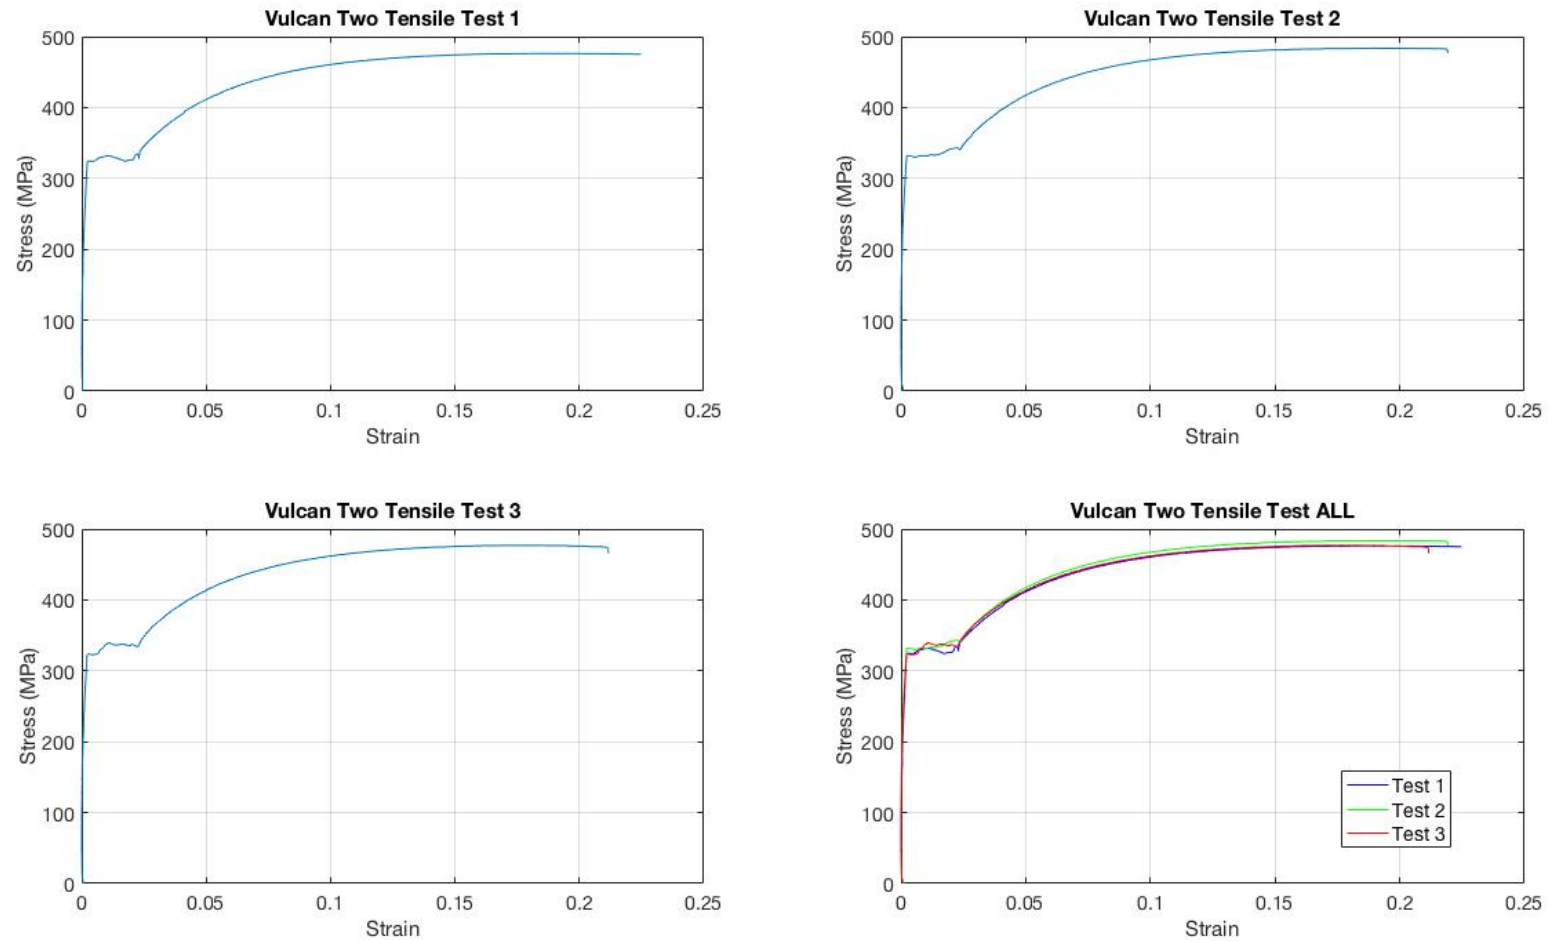 Vulcan Two Tensile Test 1
500
400
300
200
100
0
Stress (MPa)
0 0.05 0.1 0.15 0.2 0.25
Strain
Vulcan Two Tensile Test 2
500
400
300
200
100
0
Stress (MPa)
0 0.05 0.1 0.15 0.2 0.25
Strain
Vulcan Two Tensile Test 3
500
400
300
200
100
0
Stress (MPa)
0 0.05 0.1 0.15 0.2 0.25
Strain
Vulcan Two Tensile Test ALL
500
400
300
200
100
0
Stress (MPa)
Test 1
Test 2
Test 3
0 0.05 0.1 0.15 0.2 0.25
Strain